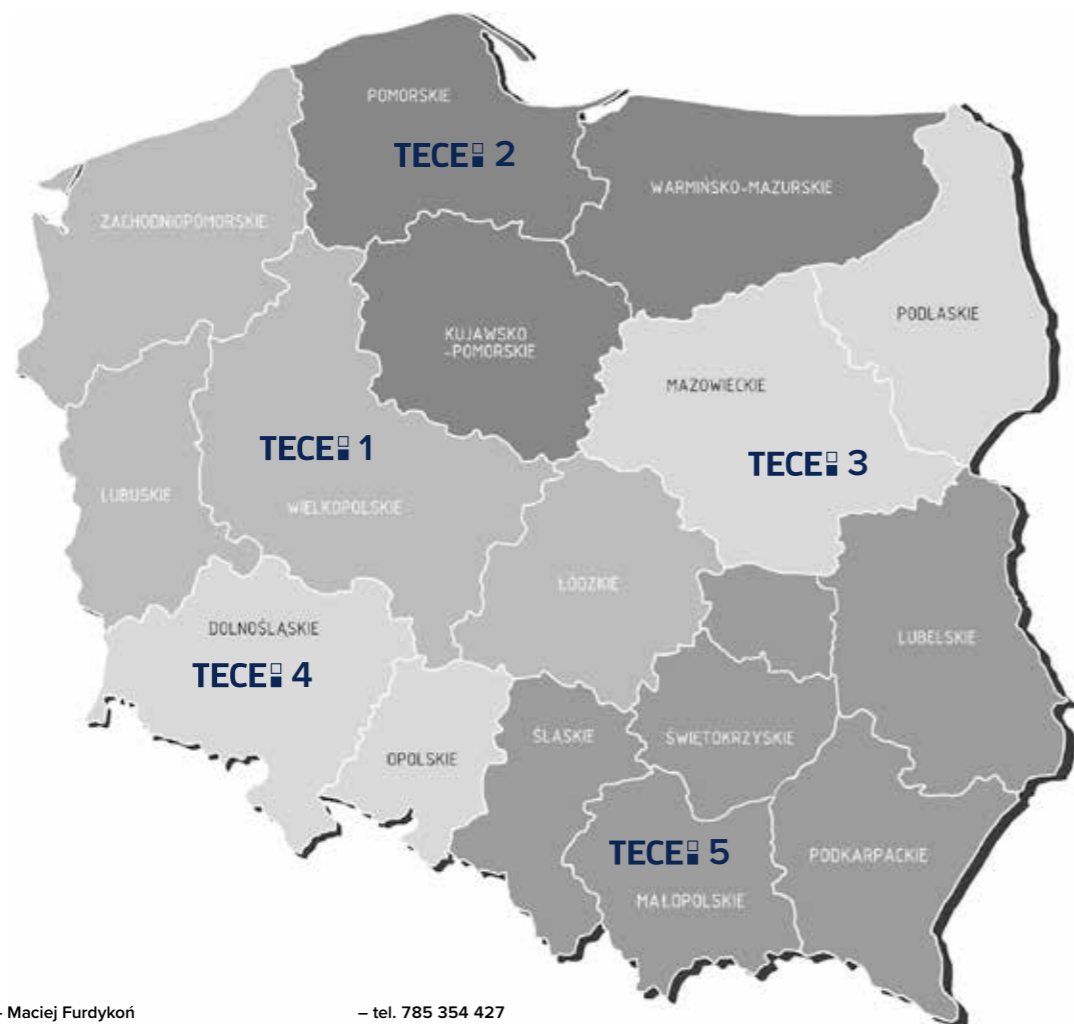 POMORSKIE
TECE 2
WARMIŃSKO-MAZURSKIE
ZACHODNIOPOMORSKIE
PODLASKIE
KUJAWSKO
-POMORSKIE
MAZOWIECKIE
TECE 1
TECE 3
LUBUSKIE
WIELKOPOLSKIE
ŁÓDZKIE
DOLNOŚLĄSKIE
LUBELSKIE
TECE 4
ŚLĄSKIE
ŚWIĘTOKRZYSKIE
OPOLSKIE
TECE 5
PODKARPACKIE
MAŁOPOLSKIE
– Maciej Furdykoń – tel. 785 354 427